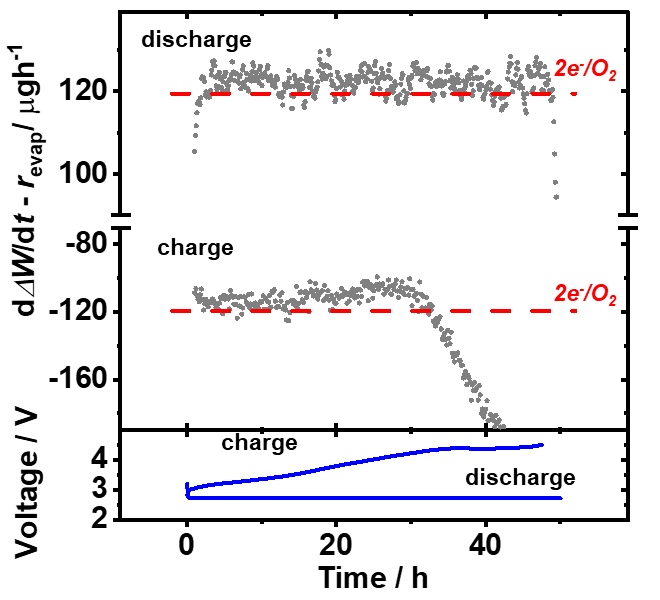 dΔW/dt - revap/ μgh-1
discharge
2e-/O2
120
100
charge
-80
2e-/O2
-120
-160
Voltage / V
charge
4
discharge
3
2
0
20
40
Time / h